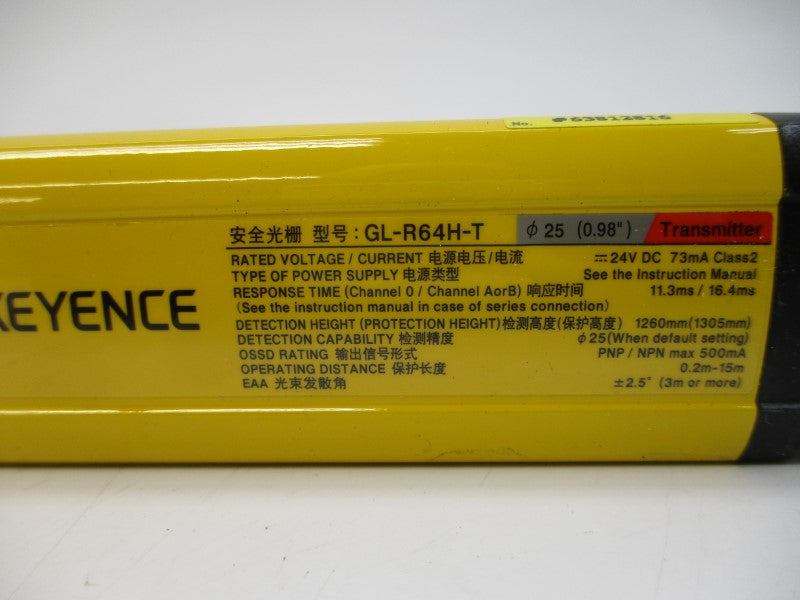 No. #63812816
安全光栅 型号: GL-R64H-T ϕ25 (0.98") Transmitter
RATED VOLTAGE / CURRENT 电源电压/电流 ⎓24V DC 73mA Class2
TYPE OF POWER SUPPLY 电源类型 See the Instruction Manual
RESPONSE TIME (Channel 0 / Channel AorB) 响应时间 11.3ms / 16.4ms
(See the instruction manual in case of series connection)
KEYENCE
DETECTION HEIGHT (PROTECTION HEIGHT)检测高度(保护高度) 1260mm(1305mm)
DETECTION CAPABILITY 检测精度 ϕ25(When default setting)
OSSD RATING 输出信号形式 PNP / NPN max 500mA
OPERATING DISTANCE 保护长度 0.2m-15m
EAA 光束发散角 ±2.5° (3m or more)